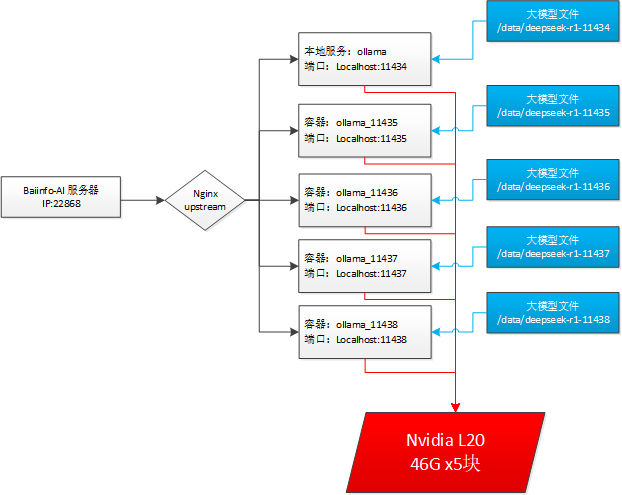 Baiinfo-AI 服务器
IP:22868
Nginx
upstream
本地服务：ollama
端口：Localhost:11434
容器：ollama_11435
端口：Localhost:11435
容器：ollama_11436
端口：Localhost:11436
容器：ollama_11437
端口：Localhost:11437
容器：ollama_11438
端口：Localhost:11438
大模型文件
/data/deepseek-r1-11434
大模型文件
/data/deepseek-r1-11435
大模型文件
/data/deepseek-r1-11436
大模型文件
/data/deepseek-r1-11437
大模型文件
/data/deepseek-r1-11438
Nvidia L20
46G x5块